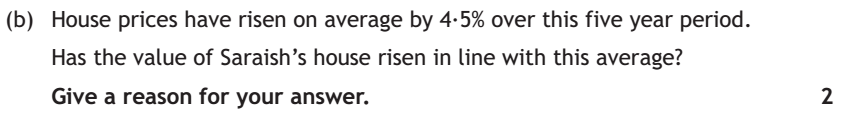 (b) House prices have risen on average by 4·5% over this five year period.
Has the value of Saraish’s house risen in line with this average?
Give a reason for your answer. 2